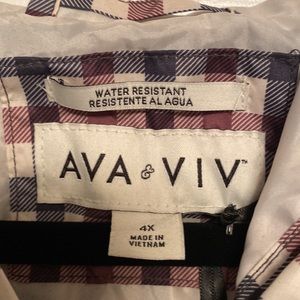 WATER RESISTANT
RESISTENTE AL AGUA
AVA & VIV™
4X
MADE IN
VIETNAM